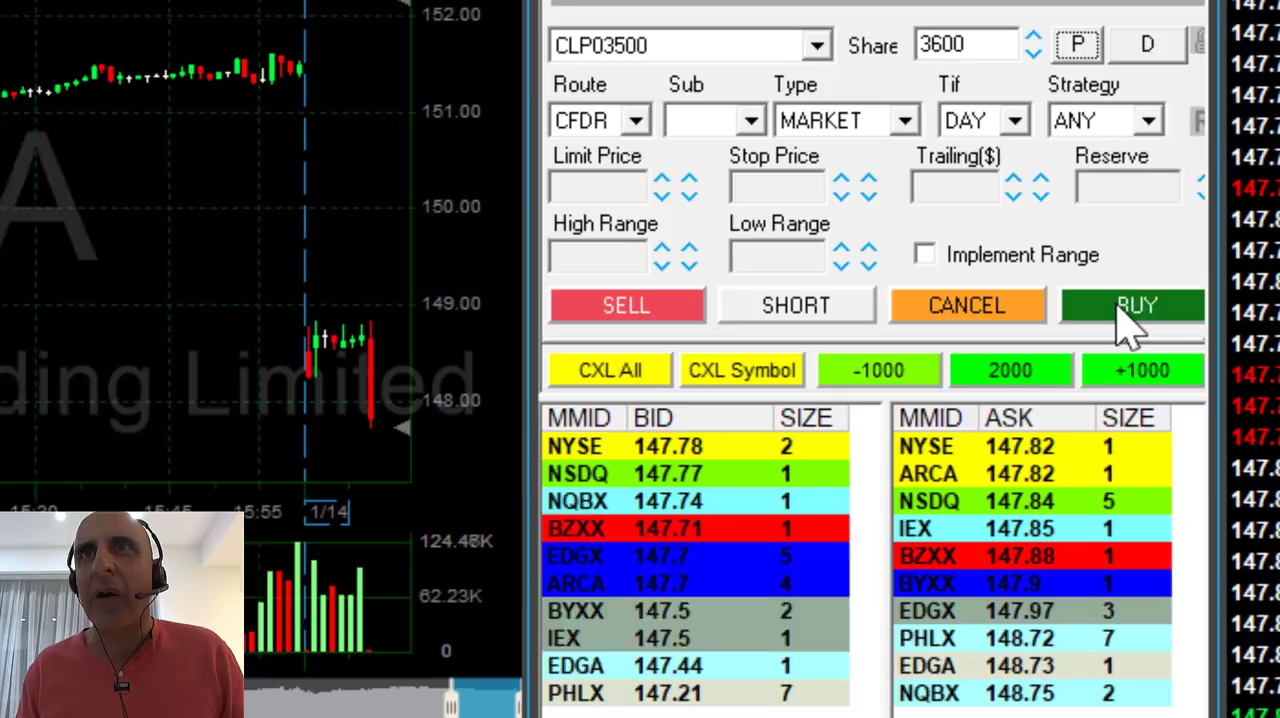 152.00
151.00
150.00
149.00
148.00
A
ding Limited
15:30 15:45 15:55 1/14
62.23K
0
CLP03500 Share 3600 P D
Route Sub Type Tif Strategy
CFDR MARKET DAY ANY
Limit Price Stop Price Trailing($) Reserve
High Range Low Range
Implement Range
SELL SHORT CANCEL BUY
CXL All CXL Symbol -1000 2000 +1000
MMID BID SIZE MMID ASK SIZE
NYSE 147.78 2 NYSE 147.82 1
NSDQ 147.77 1 ARCA 147.82 1
NQBX 147.74 1 NSDQ 147.84 5
BZXX 147.71 1 IEX 147.85 1
EDGX 147.7 5 BZXX 147.88 1
ARCA 147.7 4 BYXX 147.9 1
BYXX 147.5 2 EDGX 147.97 3
IEX 147.5 1 PHLX 148.72 7
EDGA 147.44 1 EDGA 148.73 1
PHLX 147.21 7 NQBX 148.75 2